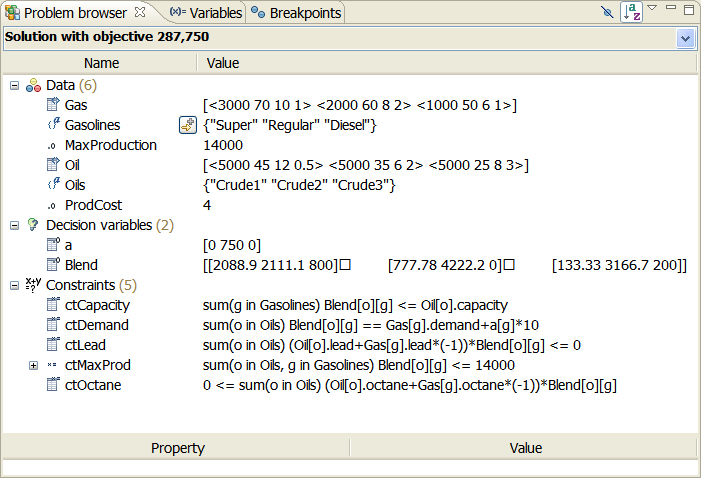 Problem browser (x)= Variables Breakpoints
Solution with objective 287,750
Name Value
Data (6)
Gas [<3000 70 10 1> <2000 60 8 2> <1000 50 6 1>]
Gasolines {"Super" "Regular" "Diesel"}
MaxProduction 14000
Oil [<5000 45 12 0.5> <5000 35 6 2> <5000 25 8 3>]
Oils {"Crude1" "Crude2" "Crude3"}
ProdCost 4
Decision variables (2)
a [0 750 0]
Blend [[2088.9 2111.1 800]□ [777.78 4222.2 0]□ [133.33 3166.7 200]]
Constraints (5)
ctCapacity sum(g in Gasolines) Blend[o][g] <= Oil[o].capacity
ctDemand sum(o in Oils) Blend[o][g] == Gas[g].demand+a[g]*10
ctLead sum(o in Oils) (Oil[o].lead+Gas[g].lead*(-1))*Blend[o][g] <= 0
ctMaxProd sum(o in Oils, g in Gasolines) Blend[o][g] <= 14000
ctOctane 0 <= sum(o in Oils) (Oil[o].octane+Gas[g].octane*(-1))*Blend[o][g]
Property Value